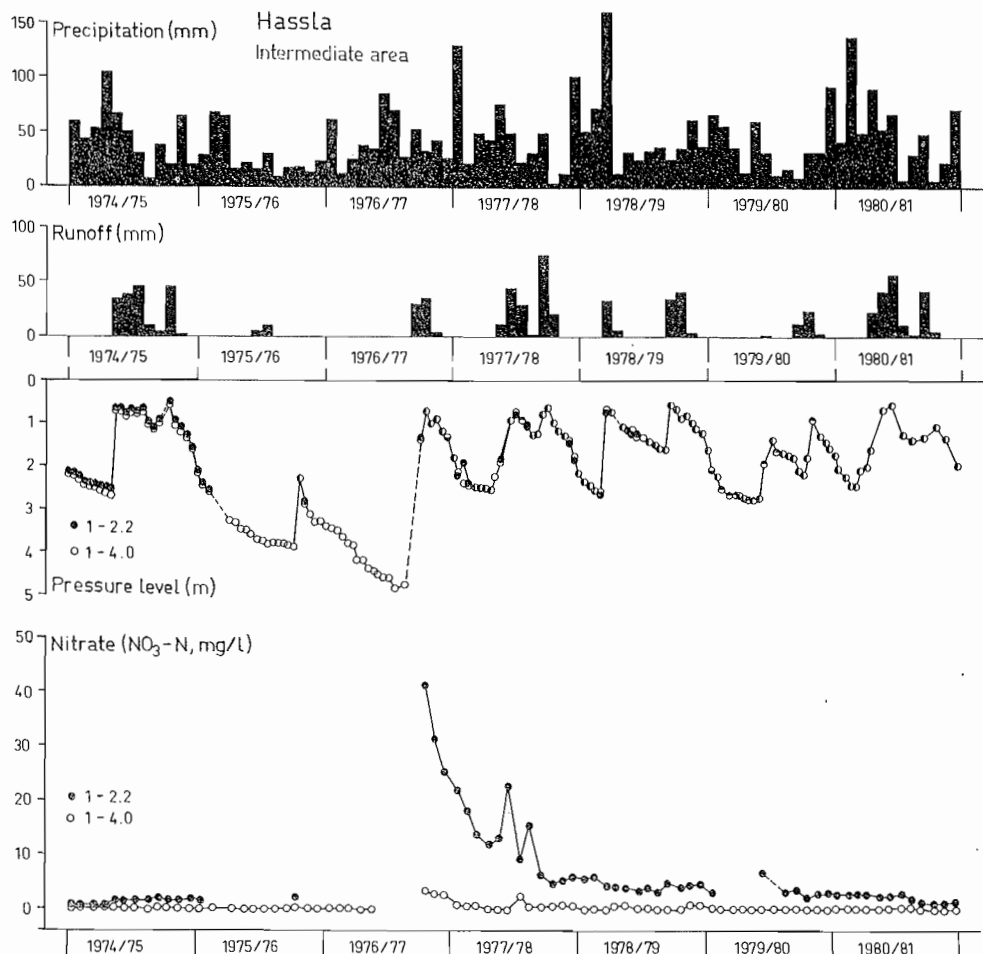 Hassla
Intermediate area
Precipitation (mm)
150
100
50
0
1974/75 1975/76 1976/77 1977/78 1978/79 1979/80 1980/81
Runoff (mm)
100
50
0
1974/75 1975/76 1976/77 1977/78 1978/79 1979/80 1980/81
0
1
2
3
4
5
1-2.2
1-4.0
Pressure level (m)
Nitrate (NO₃-N, mg/l)
50
40
30
20
10
0
1-2.2
1-4.0
1974/75 1975/76 1976/77 1977/78 1978/79 1979/80 1980/81